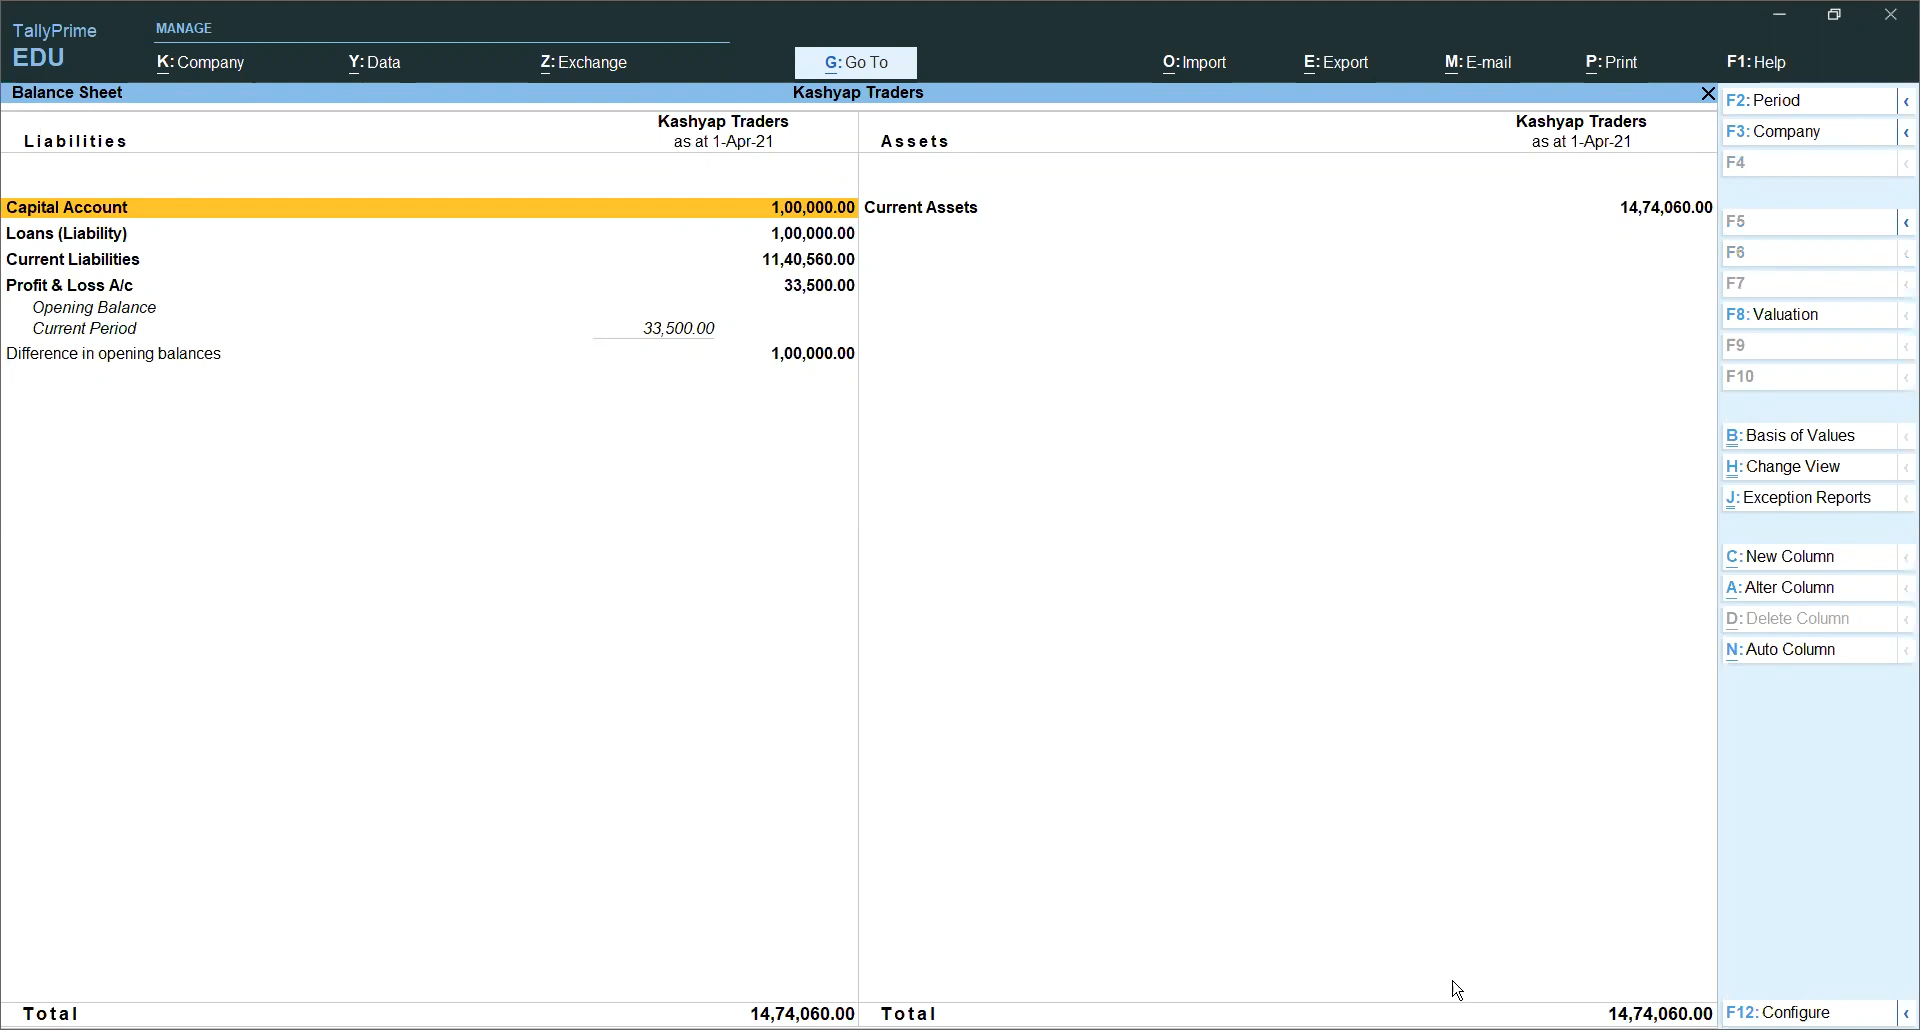 TallyPrime
EDU
MANAGE
K: Company
Y: Data
Z: Exchange
G: Go To
O: Import
E: Export
M: E-mail
P: Print
F1: Help
Balance Sheet
Kashyap Traders
Liabilities
Kashyap Traders
as at 1-Apr-21
Assets
Kashyap Traders
as at 1-Apr-21
Capital Account 1,00,000.00
Loans (Liability) 1,00,000.00
Current Liabilities 11,40,560.00
Profit & Loss A/c 33,500.00
Opening Balance
Current Period 33,500.00
Difference in opening balances 1,00,000.00
Current Assets 14,74,060.00
Total 14,74,060.00
Total 14,74,060.00
F2: Period
F3: Company
F4
F5
F6
F7
F8: Valuation
F9
F10
B: Basis of Values
H: Change View
J: Exception Reports
C: New Column
A: Alter Column
D: Delete Column
N: Auto Column
F12: Configure